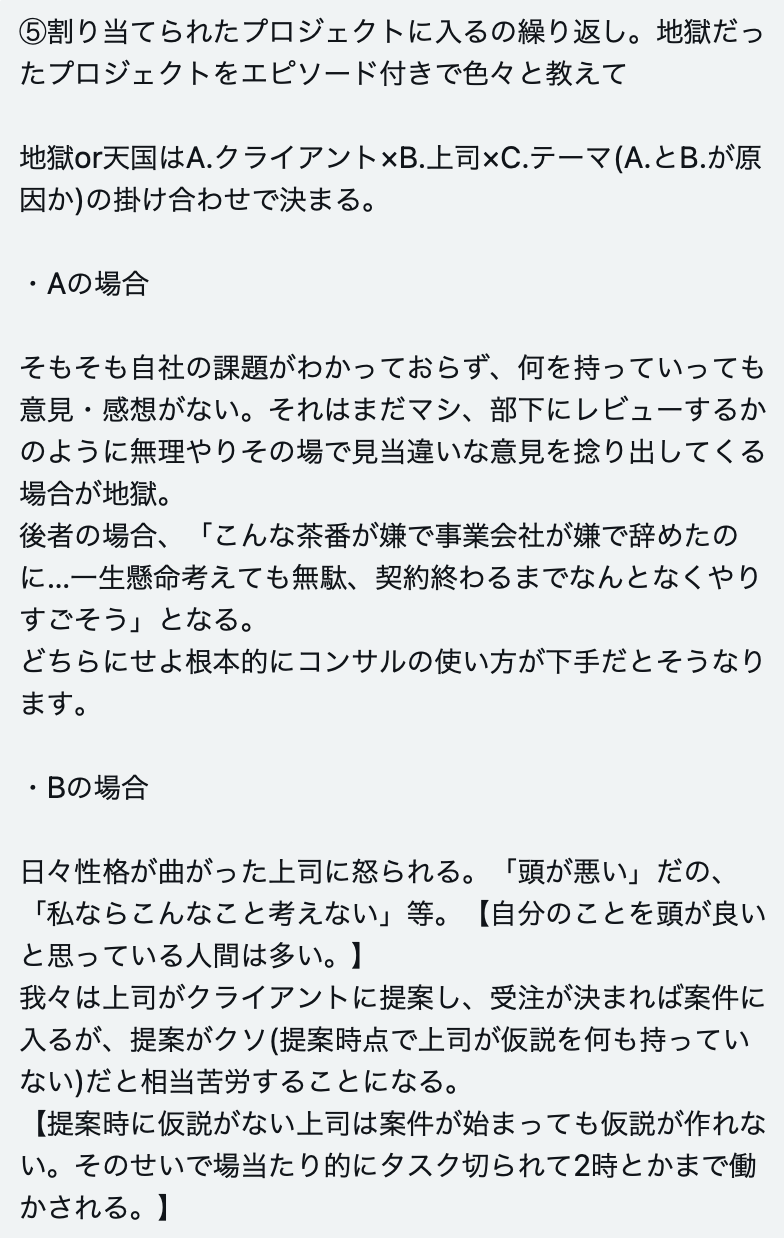 ⑤割り当てられたプロジェクトに入るの繰り返し。地獄だっ
たプロジェクトをエピソード付きで色々と教えて
地獄or天国はA.クライアント×B.上司×C.テーマ(A.とB.が原
因か)の掛け合わせで決まる。
・Aの場合
そもそも自社の課題がわかっておらず、何を持っていっても
意見・感想がない。それはまだマシ、部下にレビューするか
のように無理やりその場で見当違いな意見を捻り出してくる
場合が地獄。
後者の場合、「こんな茶番が嫌で事業会社が嫌で辞めたの
に…一生懸命考えても無駄、契約終わるまでなんとなくやり
すごそう」となる。
どちらにせよ根本的にコンサルの使い方が下手だとそうなり
ます。
・Bの場合
日々性格が曲がった上司に怒られる。「頭が悪い」だの、
「私ならこんなこと考えない」等。【自分のことを頭が良い
と思っている人間は多い。】
我々は上司がクライアントに提案し、受注が決まれば案件に
入るが、提案がクソ(提案時点で上司が仮説を何も持ってい
ない)だと相当苦労することになる。
【提案時に仮説がない上司は案件が始まっても仮説が作れな
い。そのせいで場当たり的にタスク切られて2時とかまで働
かされる。】